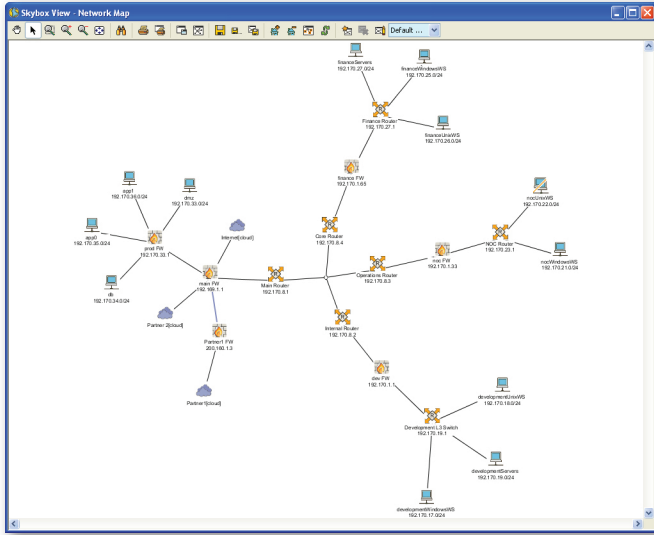 Skybox View - Network Map
Default ...
financeServers
192.170.27.0/24
financeWindowsWS
192.170.25.0/24
Finance Router
192.170.27.1
financeUnixWS
192.170.26.0/24
finance FW
192.170.1.65
app1
192.170.36.0/24
dmz
192.170.33.0/24
nocUnixWS
192.170.22.0/24
app0
192.170.35.0/24
prod FW
192.170.33.1
Internet[cloud]
Core Router
192.170.8.4
NOC Router
192.170.23.1
noc FW
192.170.1.33
nocWindowsWS
192.170.21.0/24
db
192.170.34.0/24
main FW
192.169.1.1
Main Router
192.170.8.1
Operations Router
192.170.8.3
Partner 2[cloud]
Internal Router
192.170.8.2
Partner1 FW
200.160.1.3
dev FW
192.170.1.1
Partner1[cloud]
developmentUnixWS
192.170.18.0/24
Development L3 Switch
192.170.19.1
developmentServers
192.170.19.0/24
developmentWindowsWS
192.170.17.0/24